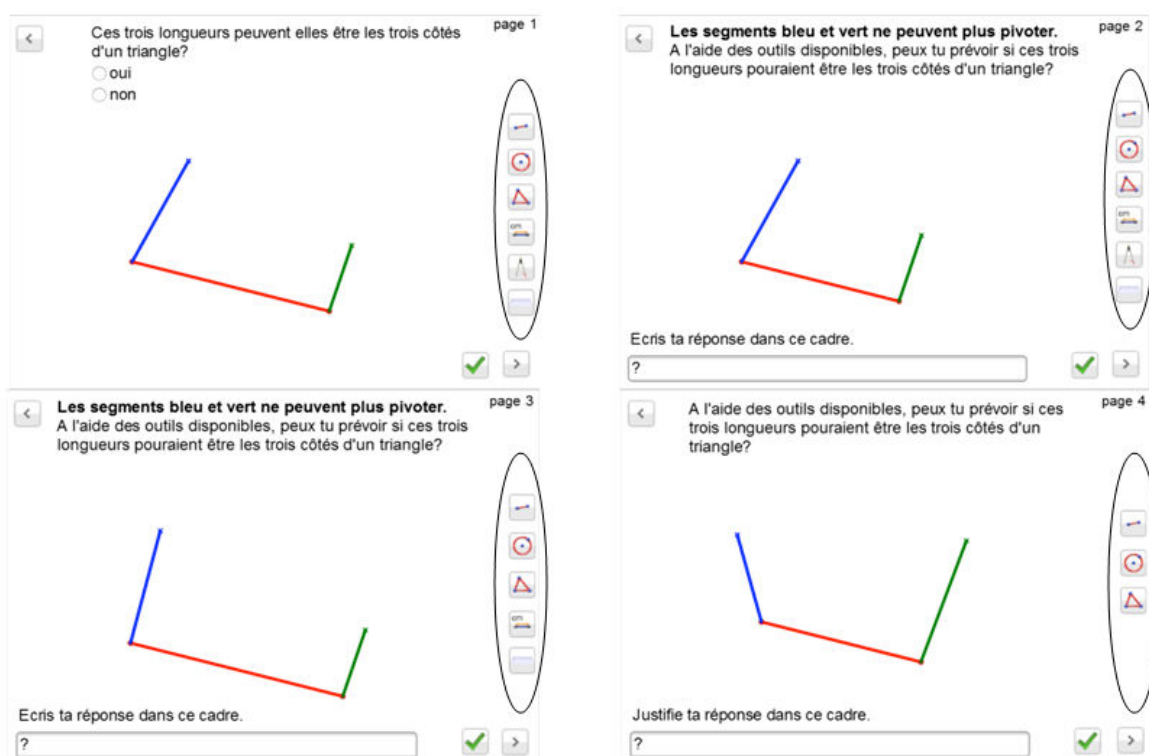 page 1
Ces trois longueurs peuvent elles être les trois côtés
d'un triangle?
oui
non
cm
page 2
Les segments bleu et vert ne peuvent plus pivoter.
A l'aide des outils disponibles, peux tu prévoir si ces trois
longueurs pouraient être les trois côtés d'un triangle?
cm
Ecris ta réponse dans ce cadre.
?
page 3
Les segments bleu et vert ne peuvent plus pivoter.
A l'aide des outils disponibles, peux tu prévoir si ces trois
longueurs pouraient être les trois côtés d'un triangle?
cm
Ecris ta réponse dans ce cadre.
?
page 4
A l'aide des outils disponibles, peux tu prévoir si ces
trois longueurs pouraient être les trois côtés d'un
triangle?
Justifie ta réponse dans ce cadre.
?